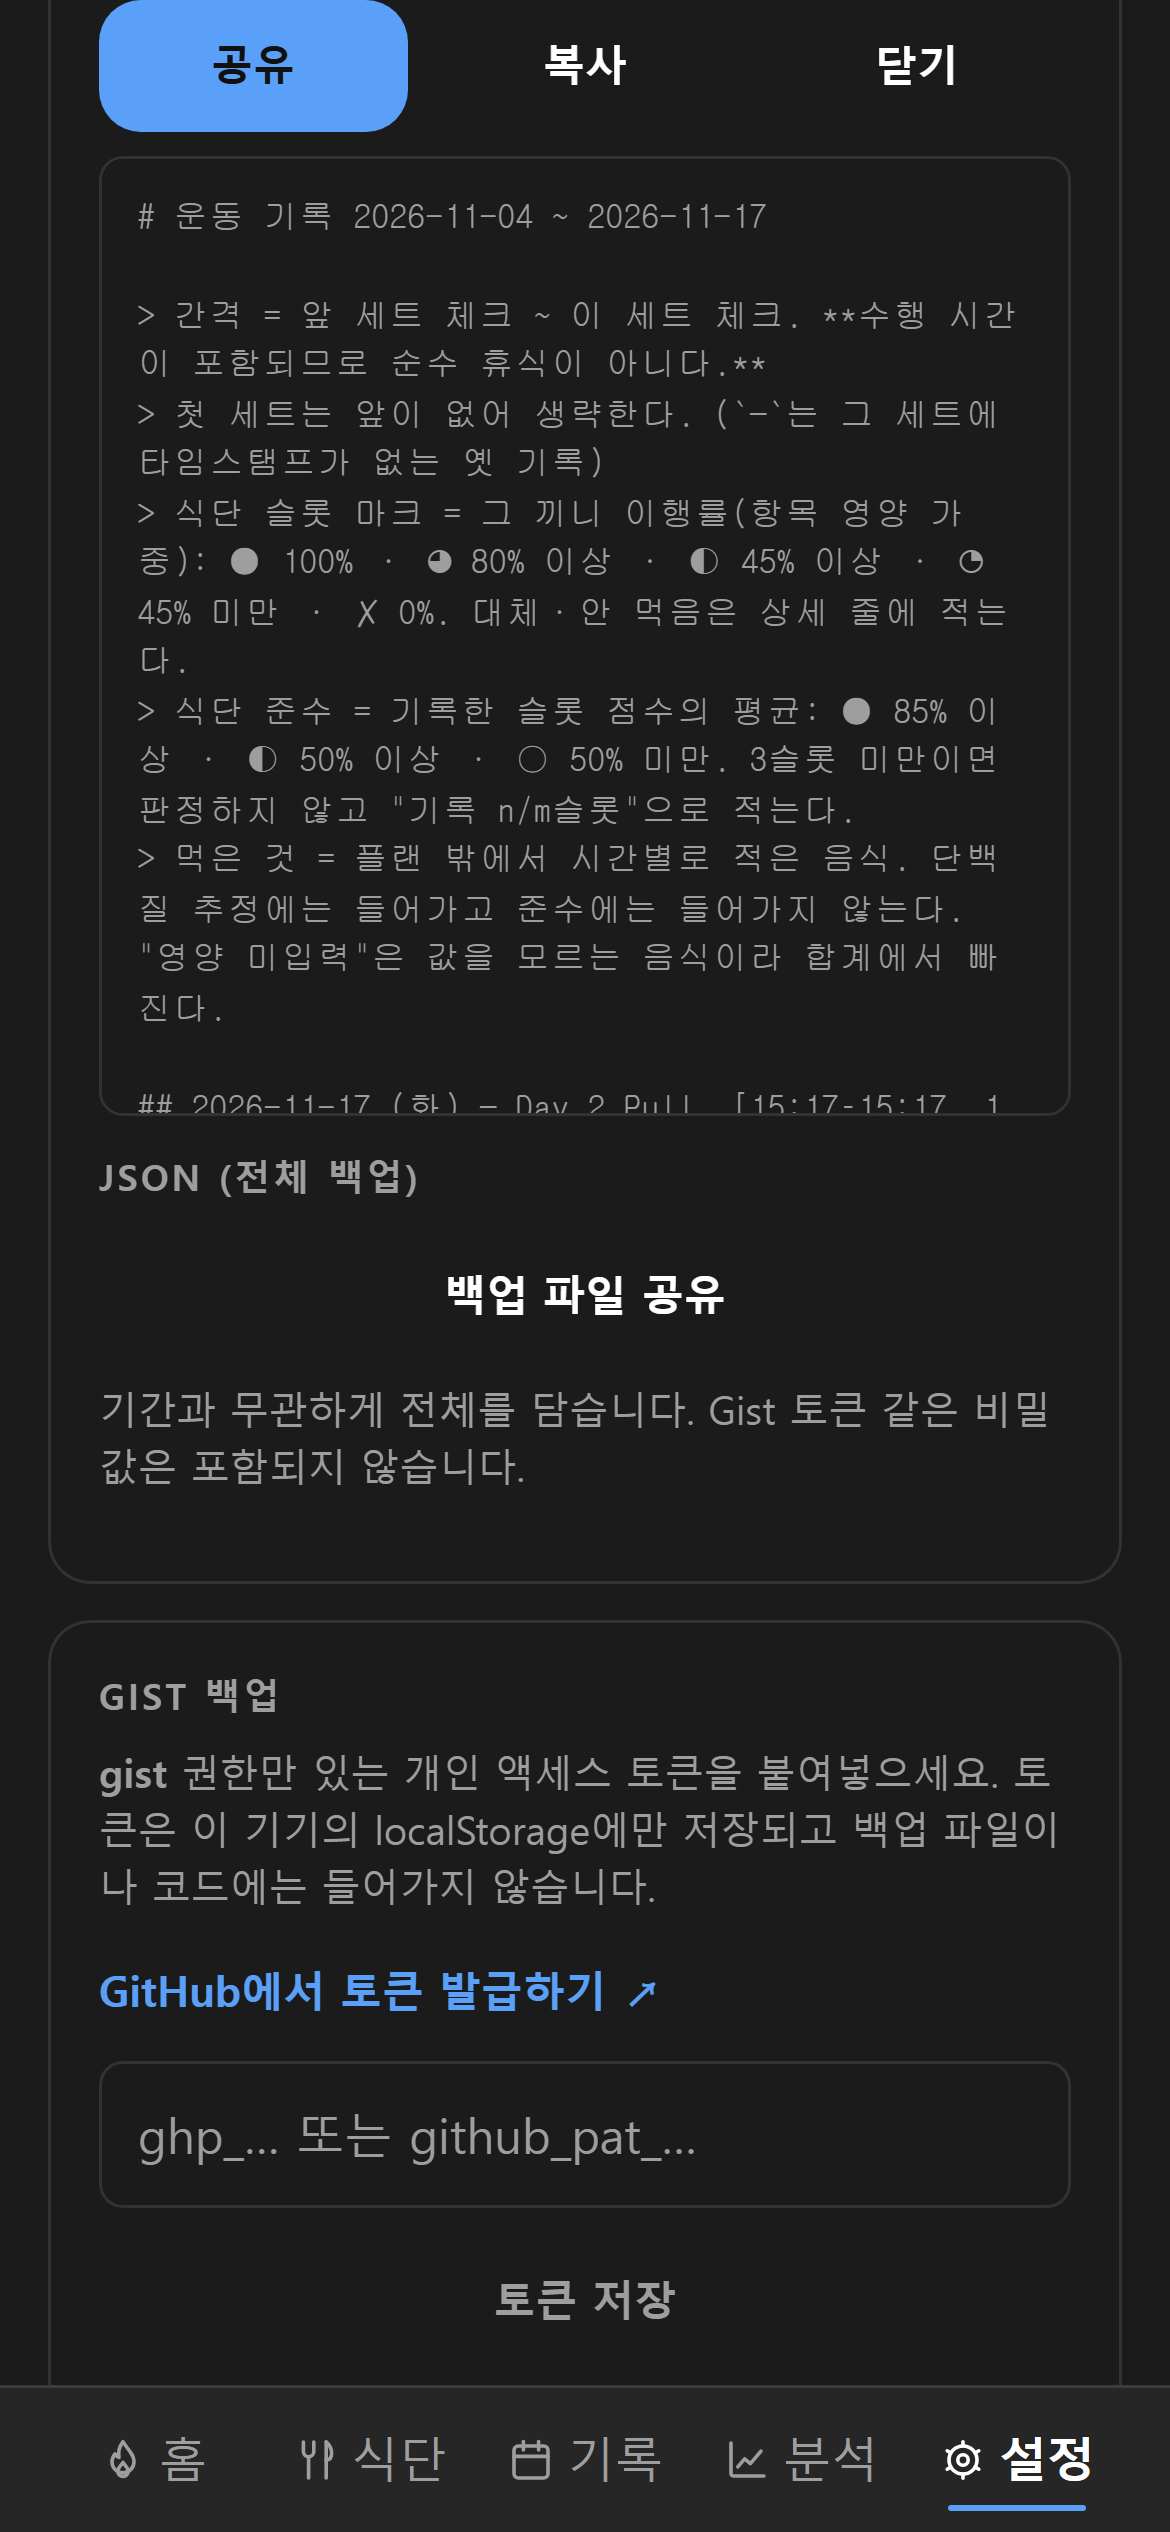 공유 복사 닫기
# 운동 기록 2026-11-04 ~ 2026-11-17
> 간격 = 앞 세트 체크 ~ 이 세트 체크. **수행 시간
이 포함되므로 순수 휴식이 아니다.**
> 첫 세트는 앞이 없어 생략한다. (`—`는 그 세트에
타임스탬프가 없는 옛 기록)
> 식단 슬롯 마크 = 그 끼니 이행률(항목 영양 가
중): ● 100% · ◕ 80% 이상 · ◐ 45% 이상 · ◔
45% 미만 · ✗ 0%. 대체·안 먹음은 상세 줄에 적는
다.
> 식단 준수 = 기록한 슬롯 점수의 평균: ● 85% 이
상 · ◐ 50% 이상 · ○ 50% 미만. 3슬롯 미만이면
판정하지 않고 "기록 n/m슬롯"으로 적는다.
> 먹은 것 = 플랜 밖에서 시간별로 적은 음식. 단백
질 추정에는 들어가고 준수에는 들어가지 않는다.
"영양 미입력"은 값을 모르는 음식이라 합계에서 빠
진다.
## 2026-11-17 (화) — Day 2 Pull [15:17-15:17, 1
JSON (전체 백업)
백업 파일 공유
기간과 무관하게 전체를 담습니다. Gist 토큰 같은 비밀
값은 포함되지 않습니다.
GIST 백업
gist 권한만 있는 개인 액세스 토큰을 붙여넣으세요. 토
큰은 이 기기의 localStorage에만 저장되고 백업 파일이
나 코드에는 들어가지 않습니다.
GitHub에서 토큰 발급하기 ↗
ghp_... 또는 github_pat_...
토큰 저장
홈 식단 기록 분석 설정